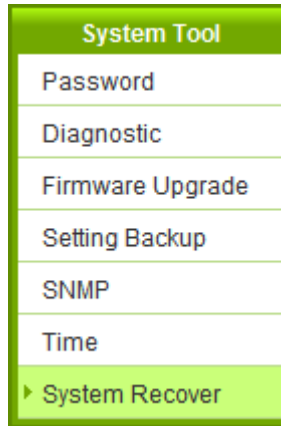 System Tool
Password
Diagnostic
Firmware Upgrade
Setting Backup
SNMP
Time
System Recover